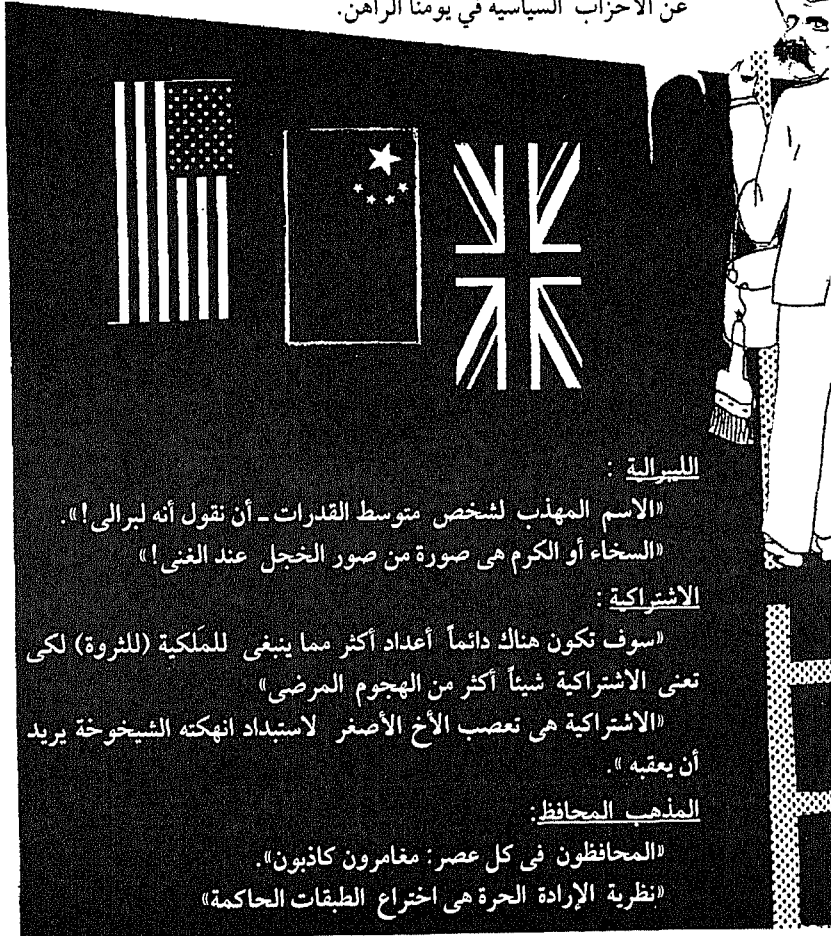 عن الأحزاب السياسيه في يومنا الراهن.
الليبرالية :
«الاسم المهذب لشخص متوسط القدرات ـ أن نقول أنه لبرالى!».
«السخاء أو الكرم هى صورة من صور الخجل عند الغنى!»
الاشتراكية :
«سوف تكون هناك دائماً أعداد أكثر مما ينبغى للمَلكية (للثروة) لكى
تعنى الاشتراكية شيئاً أكثر من الهجوم المرضى»
«الاشتراكية هى تعصب الأخ الأصغر لاستبداد انهكته الشيخوخة يريد
أن يعقبه».
المذهب المحافظ:
«المحافظون فى كل عصر: مغامرون كاذبون».
«نظرية الإرادة الحرة هى اختراع الطبقات الحاكمة»